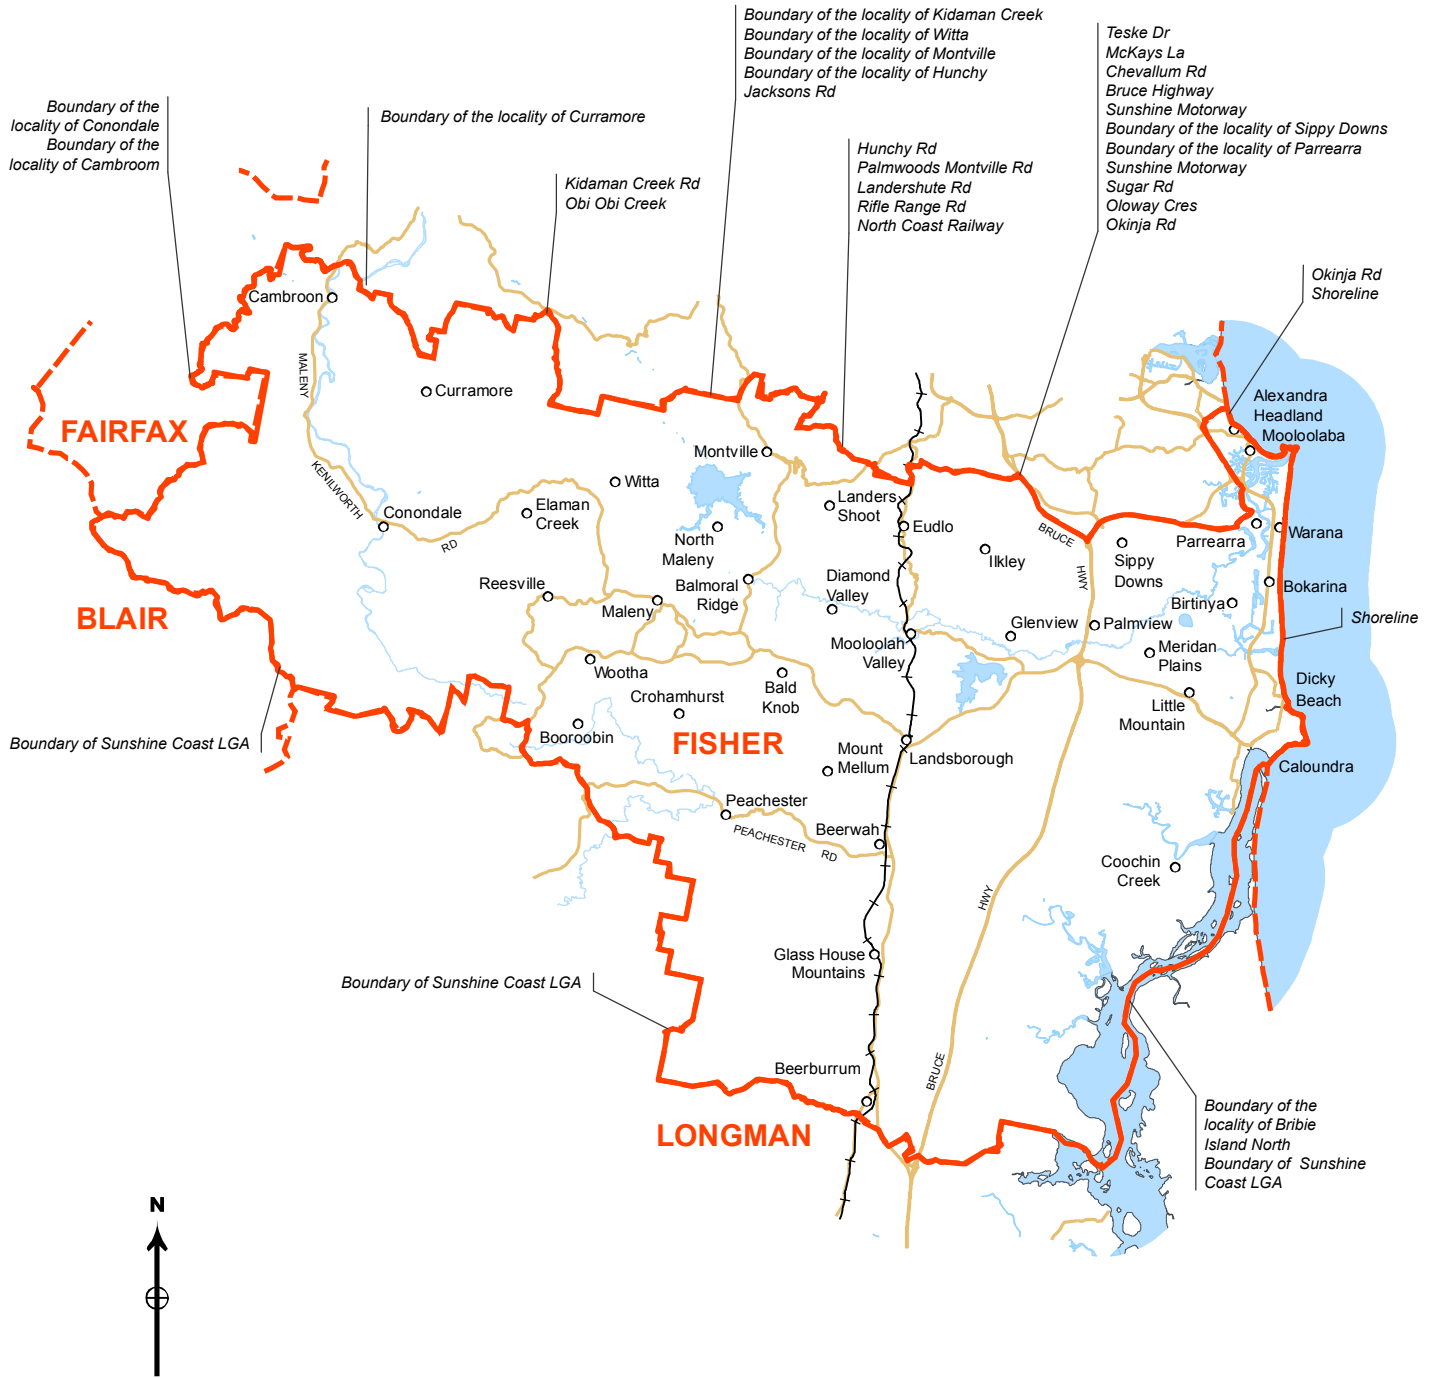 Boundary of the locality of Kidaman Creek
Boundary of the locality of Witta
Boundary of the locality of Montville
Boundary of the locality of Hunchy
Jacksons Rd
Teske Dr
McKays La
Chevallum Rd
Bruce Highway
Sunshine Motorway
Boundary of the locality of Sippy Downs
Boundary of the locality of Parrearra
Sunshine Motorway
Sugar Rd
Oloway Cres
Okinja Rd
Boundary of the
locality of Conondale
Boundary of the
locality of Cambroom
Boundary of the locality of Curramore
Kidaman Creek Rd
Obi Obi Creek
Hunchy Rd
Palmwoods Montville Rd
Landershute Rd
Rifle Range Rd
North Coast Railway
Okinja Rd
Shoreline
Cambroon
MALENY
Curramore
Alexandra
Headland
Mooloolaba
FAIRFAX
Montville
KENILWORTH
Witta
Conondale
RD
Elaman
Creek
North
Maleny
Landers
Shoot
Eudlo
BRUCE
HWY
Ilkley
Sippy
Downs
Parrearra
Warana
Reesville
Maleny
Balmoral
Ridge
Diamond
Valley
Bokarina
Birtinya
BLAIR
Shoreline
Mooloolah
Valley
Glenview
Palmview
Meridan
Plains
Wootha
Crohamhurst
Bald
Knob
Little
Mountain
Dicky
Beach
Boundary of Sunshine Coast LGA
Booroobin
FISHER
Mount
Mellum
Landsborough
Caloundra
Peachester
PEACHESTER RD
Beerwah
Coochin
Creek
HWY
Glass House
Mountains
Boundary of Sunshine Coast LGA
Beerburrum
BRUCE
LONGMAN
Boundary of the
locality of Bribie
Island North
Boundary of Sunshine
Coast LGA
N